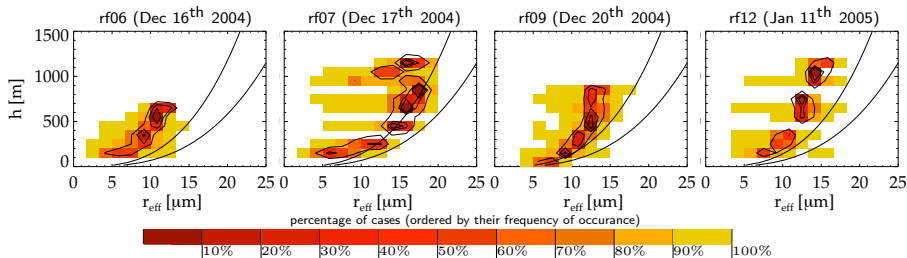 rf06 (Dec 16th 2004) rf07 (Dec 17th 2004) rf09 (Dec 20th 2004) rf12 (Jan 11th 2005)
1500
1000
500
0
h [m]
0 5 10 15 20 25 0 5 10 15 20 25 0 5 10 15 20 25 0 5 10 15 20 25
reff [μm] reff [μm] reff [μm] reff [μm]
percentage of cases (ordered by their frequency of occurance)
10% 20% 30% 40% 50% 60% 70% 80% 90% 100%